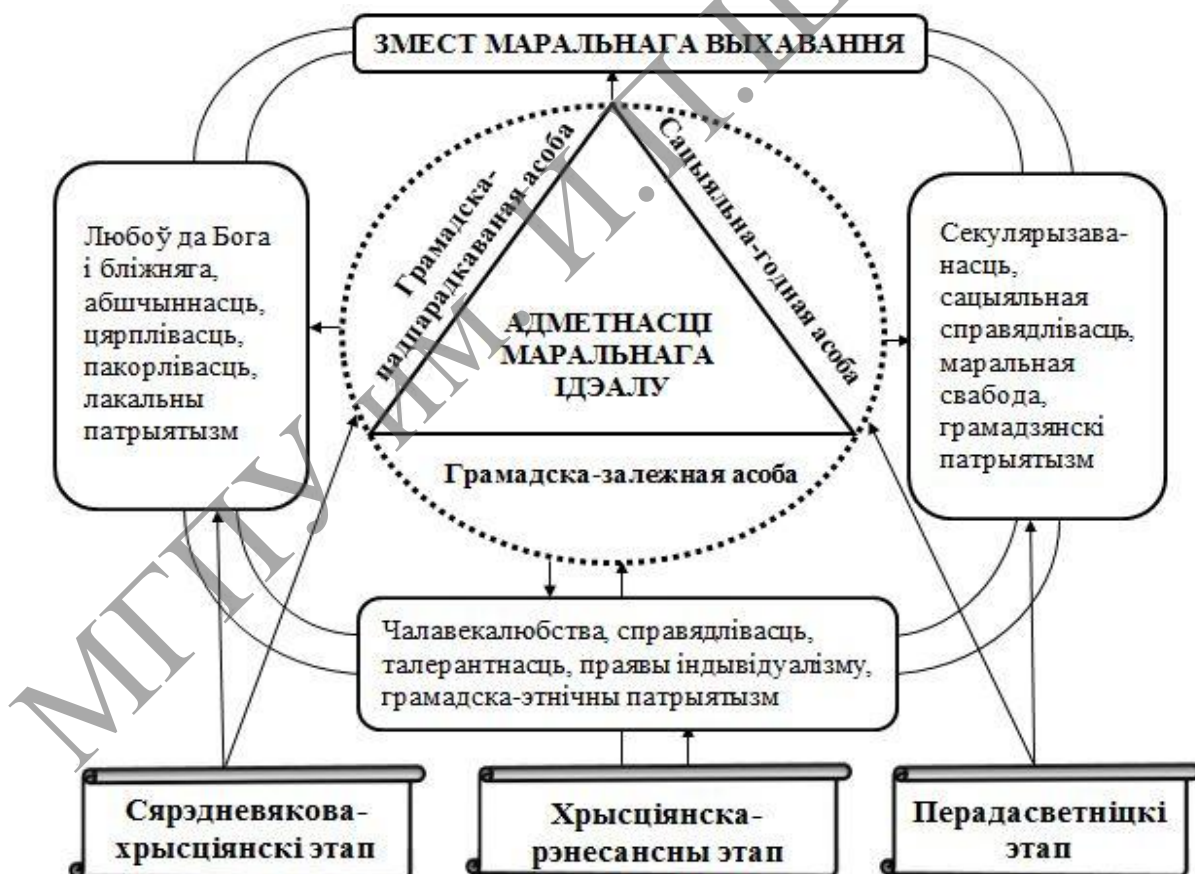 ЗМЕСТ МАРАЛЬНАГА ВЫХАВАННЯ
Грамадска-
падпарадкаваная асоба
Сацыяльна-годная асоба
Любоў да Бога
і бліжняга,
абшчыннасць,
цярплівасць,
пакорлівасць,
лакальны
патрыятызм
АДМЕТНАСЦІ
МАРАЛЬНАГА
ІДЭАЛУ
Секулярызава-
насць,
сацыяльная
справядлівасць,
маральная
свабода,
грамадзянскі
патрыятызм
Грамадска-залежная асоба
Чалавекалюбства, справядлівасць,
талерантнасць, праявы індывідуалізму,
грамадска-этнічны патрыятызм
Сярэдневякова-
хрысціянскі этап
Хрысціянска-
рэнесансны этап
Перадасветніцкі
этап
МГПУ им. И.П.